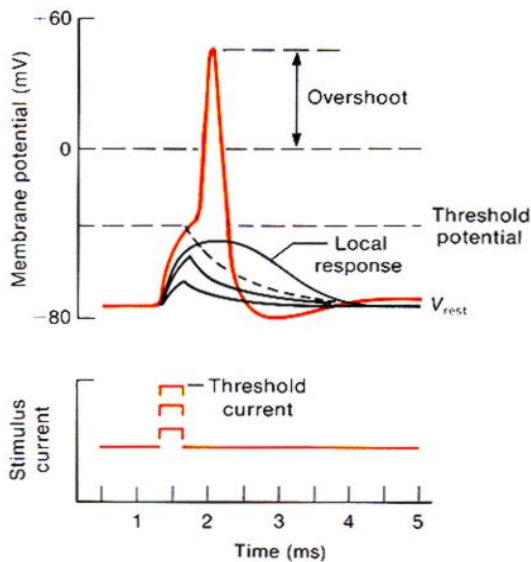 Membrane potential (mV)
+60
0
−80
Overshoot
Threshold
potential
Local
response
Vrest
Stimulus
current
Threshold
current
1 2 3 4 5
Time (ms)